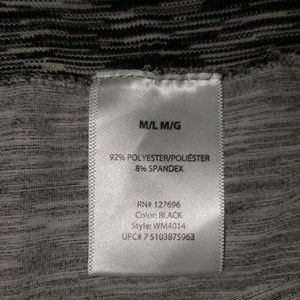 M/L M/G
92% POLYESTER/POLIÉSTER
8% SPANDEX
RN# 127696
Color: BLACK
Style: WM4014
UPC# 7 5103875963